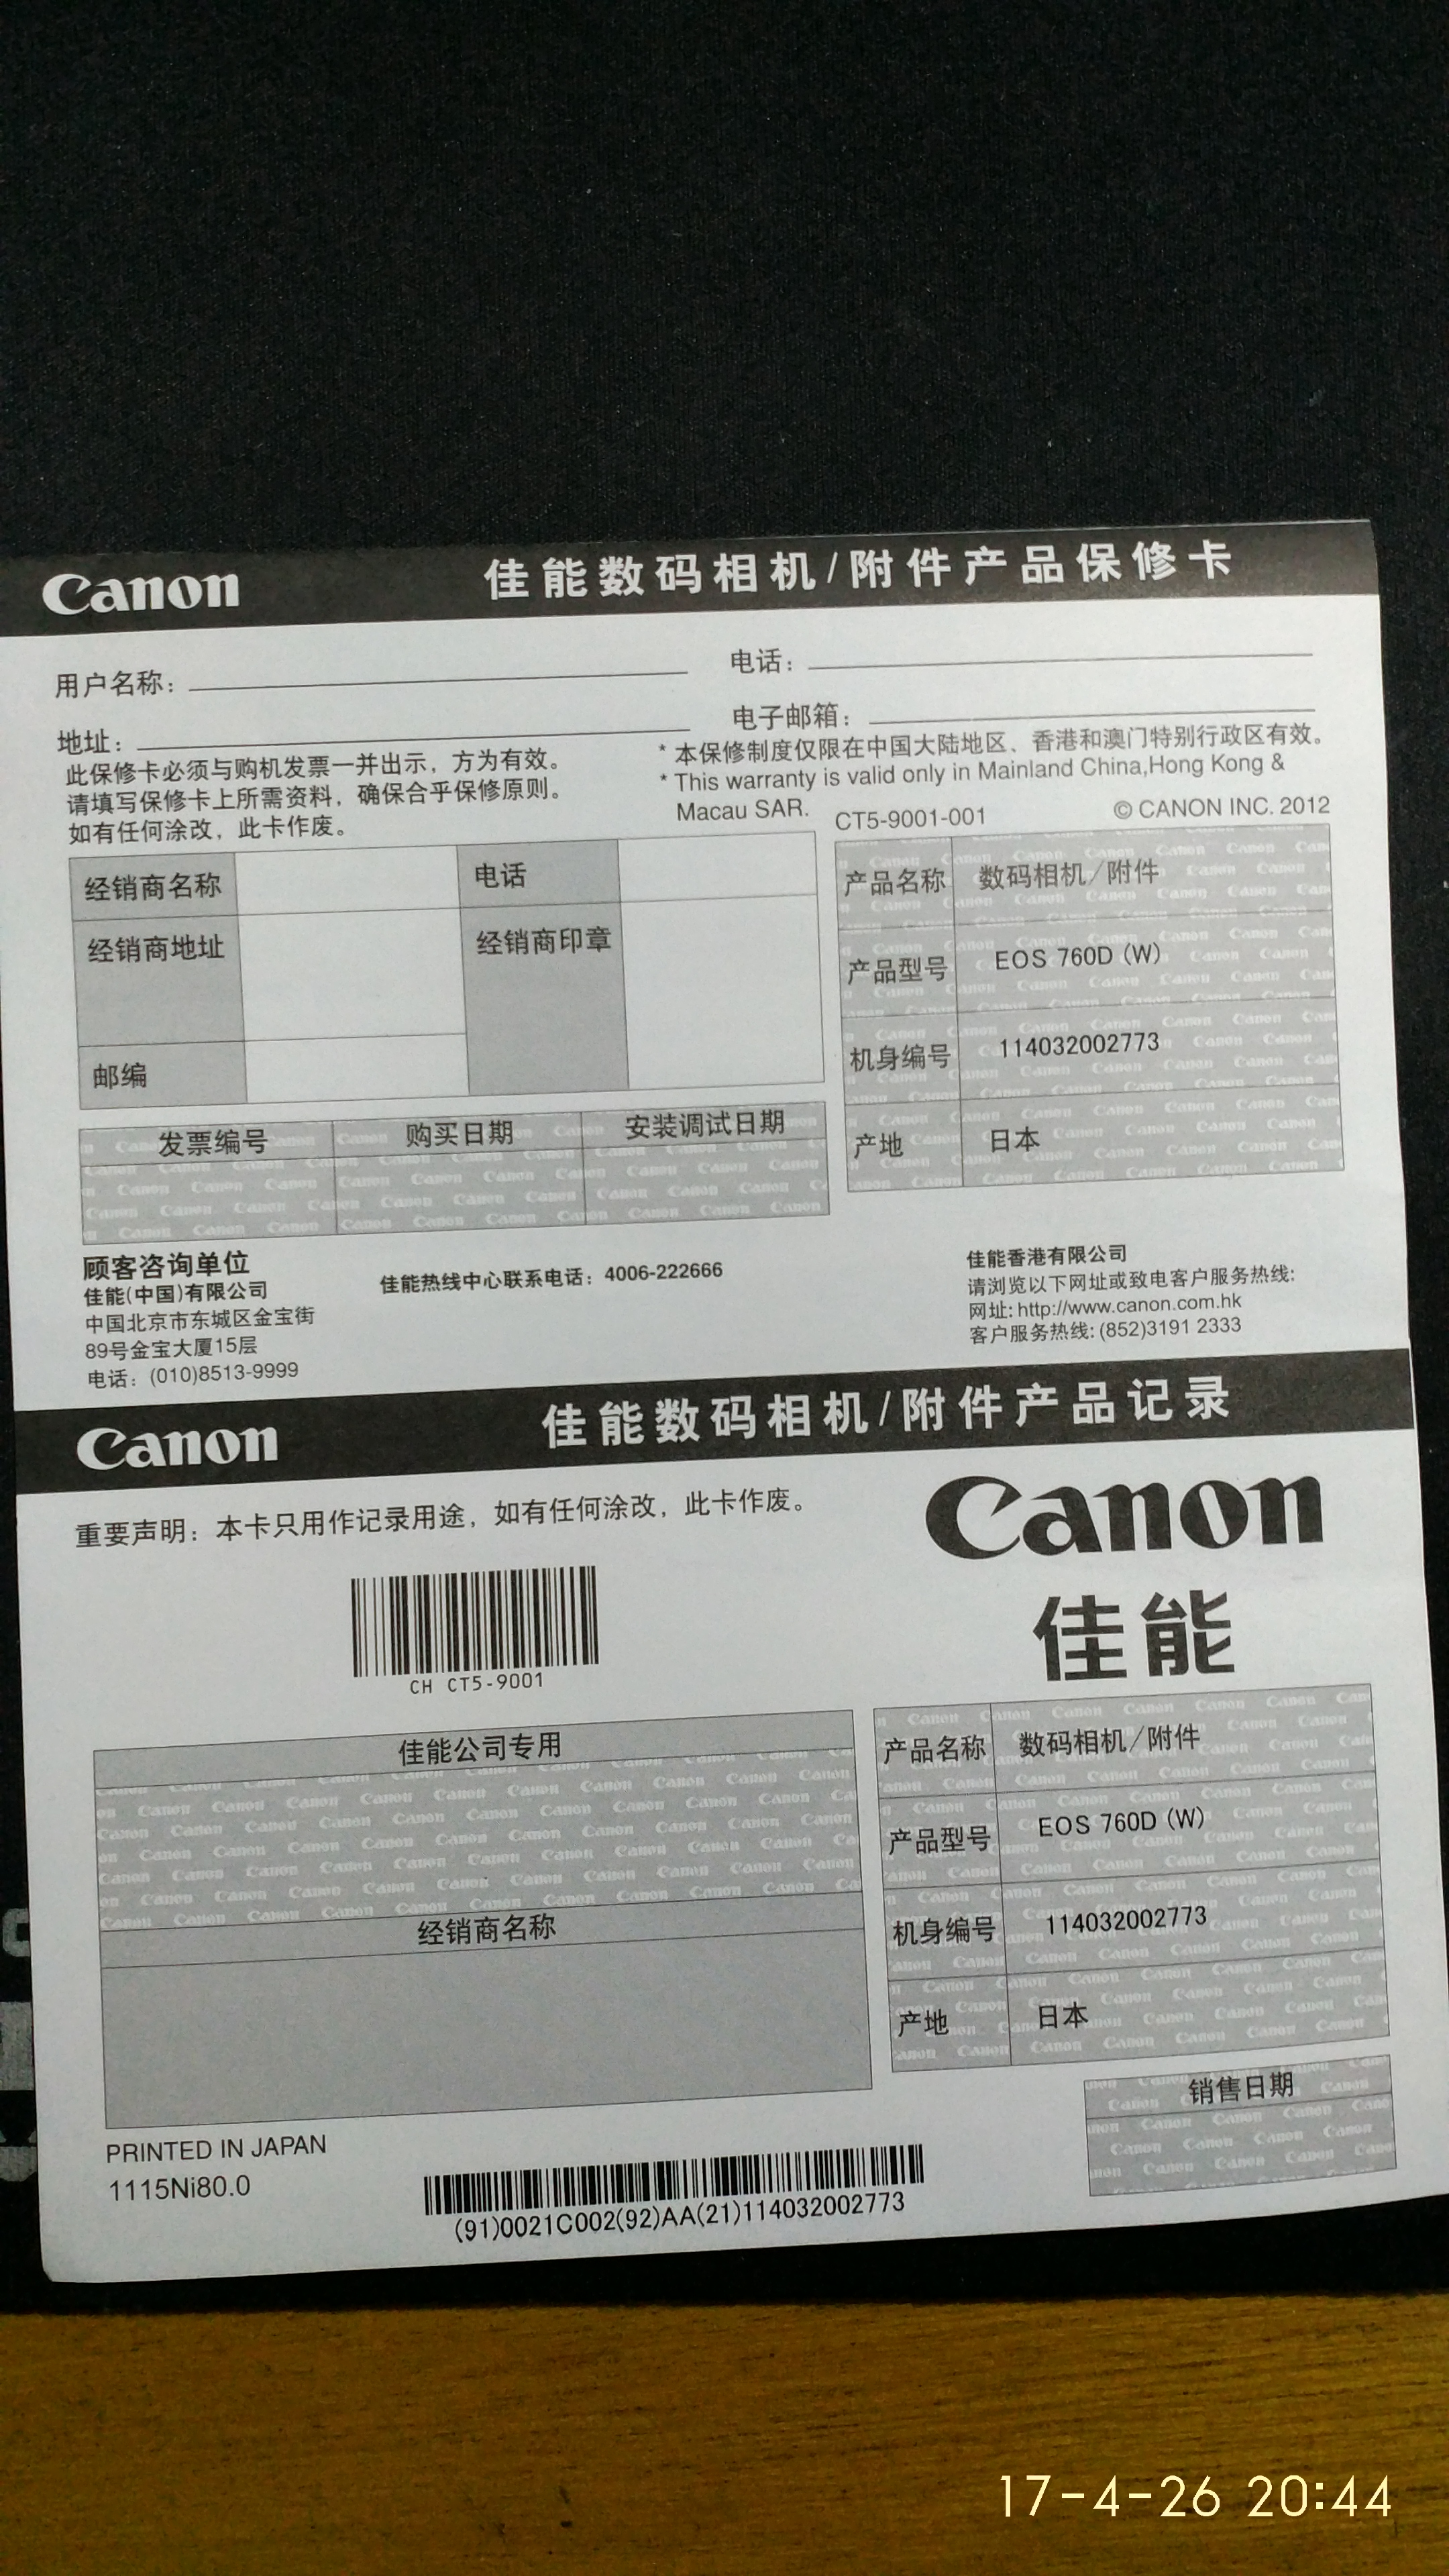 Canon 佳能数码相机/附件产品保修卡
用户名称：
电话：
地址：
电子邮箱：
此保修卡必须与购机发票一并出示，方为有效。
请填写保修卡上所需资料，确保合乎保修原则。
如有任何涂改，此卡作废。
* 本保修制度仅限在中国大陆地区、香港和澳门特别行政区有效。
* This warranty is valid only in Mainland China,Hong Kong &
Macau SAR.
CT5-9001-001
© CANON INC. 2012
经销商名称
电话
经销商地址
经销商印章
邮编
产品名称 数码相机/附件
产品型号 EOS 760D (W)
机身编号 114032002773
产地 日本
发票编号 购买日期 安装调试日期
顾客咨询单位
佳能(中国)有限公司
中国北京市东城区金宝街
89号金宝大厦15层
电话：(010)8513-9999
佳能热线中心联系电话：4006-222666
佳能香港有限公司
请浏览以下网址或致电客户服务热线:
网址: http://www.canon.com.hk
客户服务热线: (852)3191 2333
Canon 佳能数码相机/附件产品记录
重要声明：本卡只用作记录用途，如有任何涂改，此卡作废。
Canon
佳能
CH CT5-9001
佳能公司专用
经销商名称
产品名称 数码相机/附件
产品型号 EOS 760D (W)
机身编号 114032002773
产地 日本
销售日期
PRINTED IN JAPAN
1115Ni80.0
(91)0021C002(92)AA(21)114032002773
17-4-26 20:44